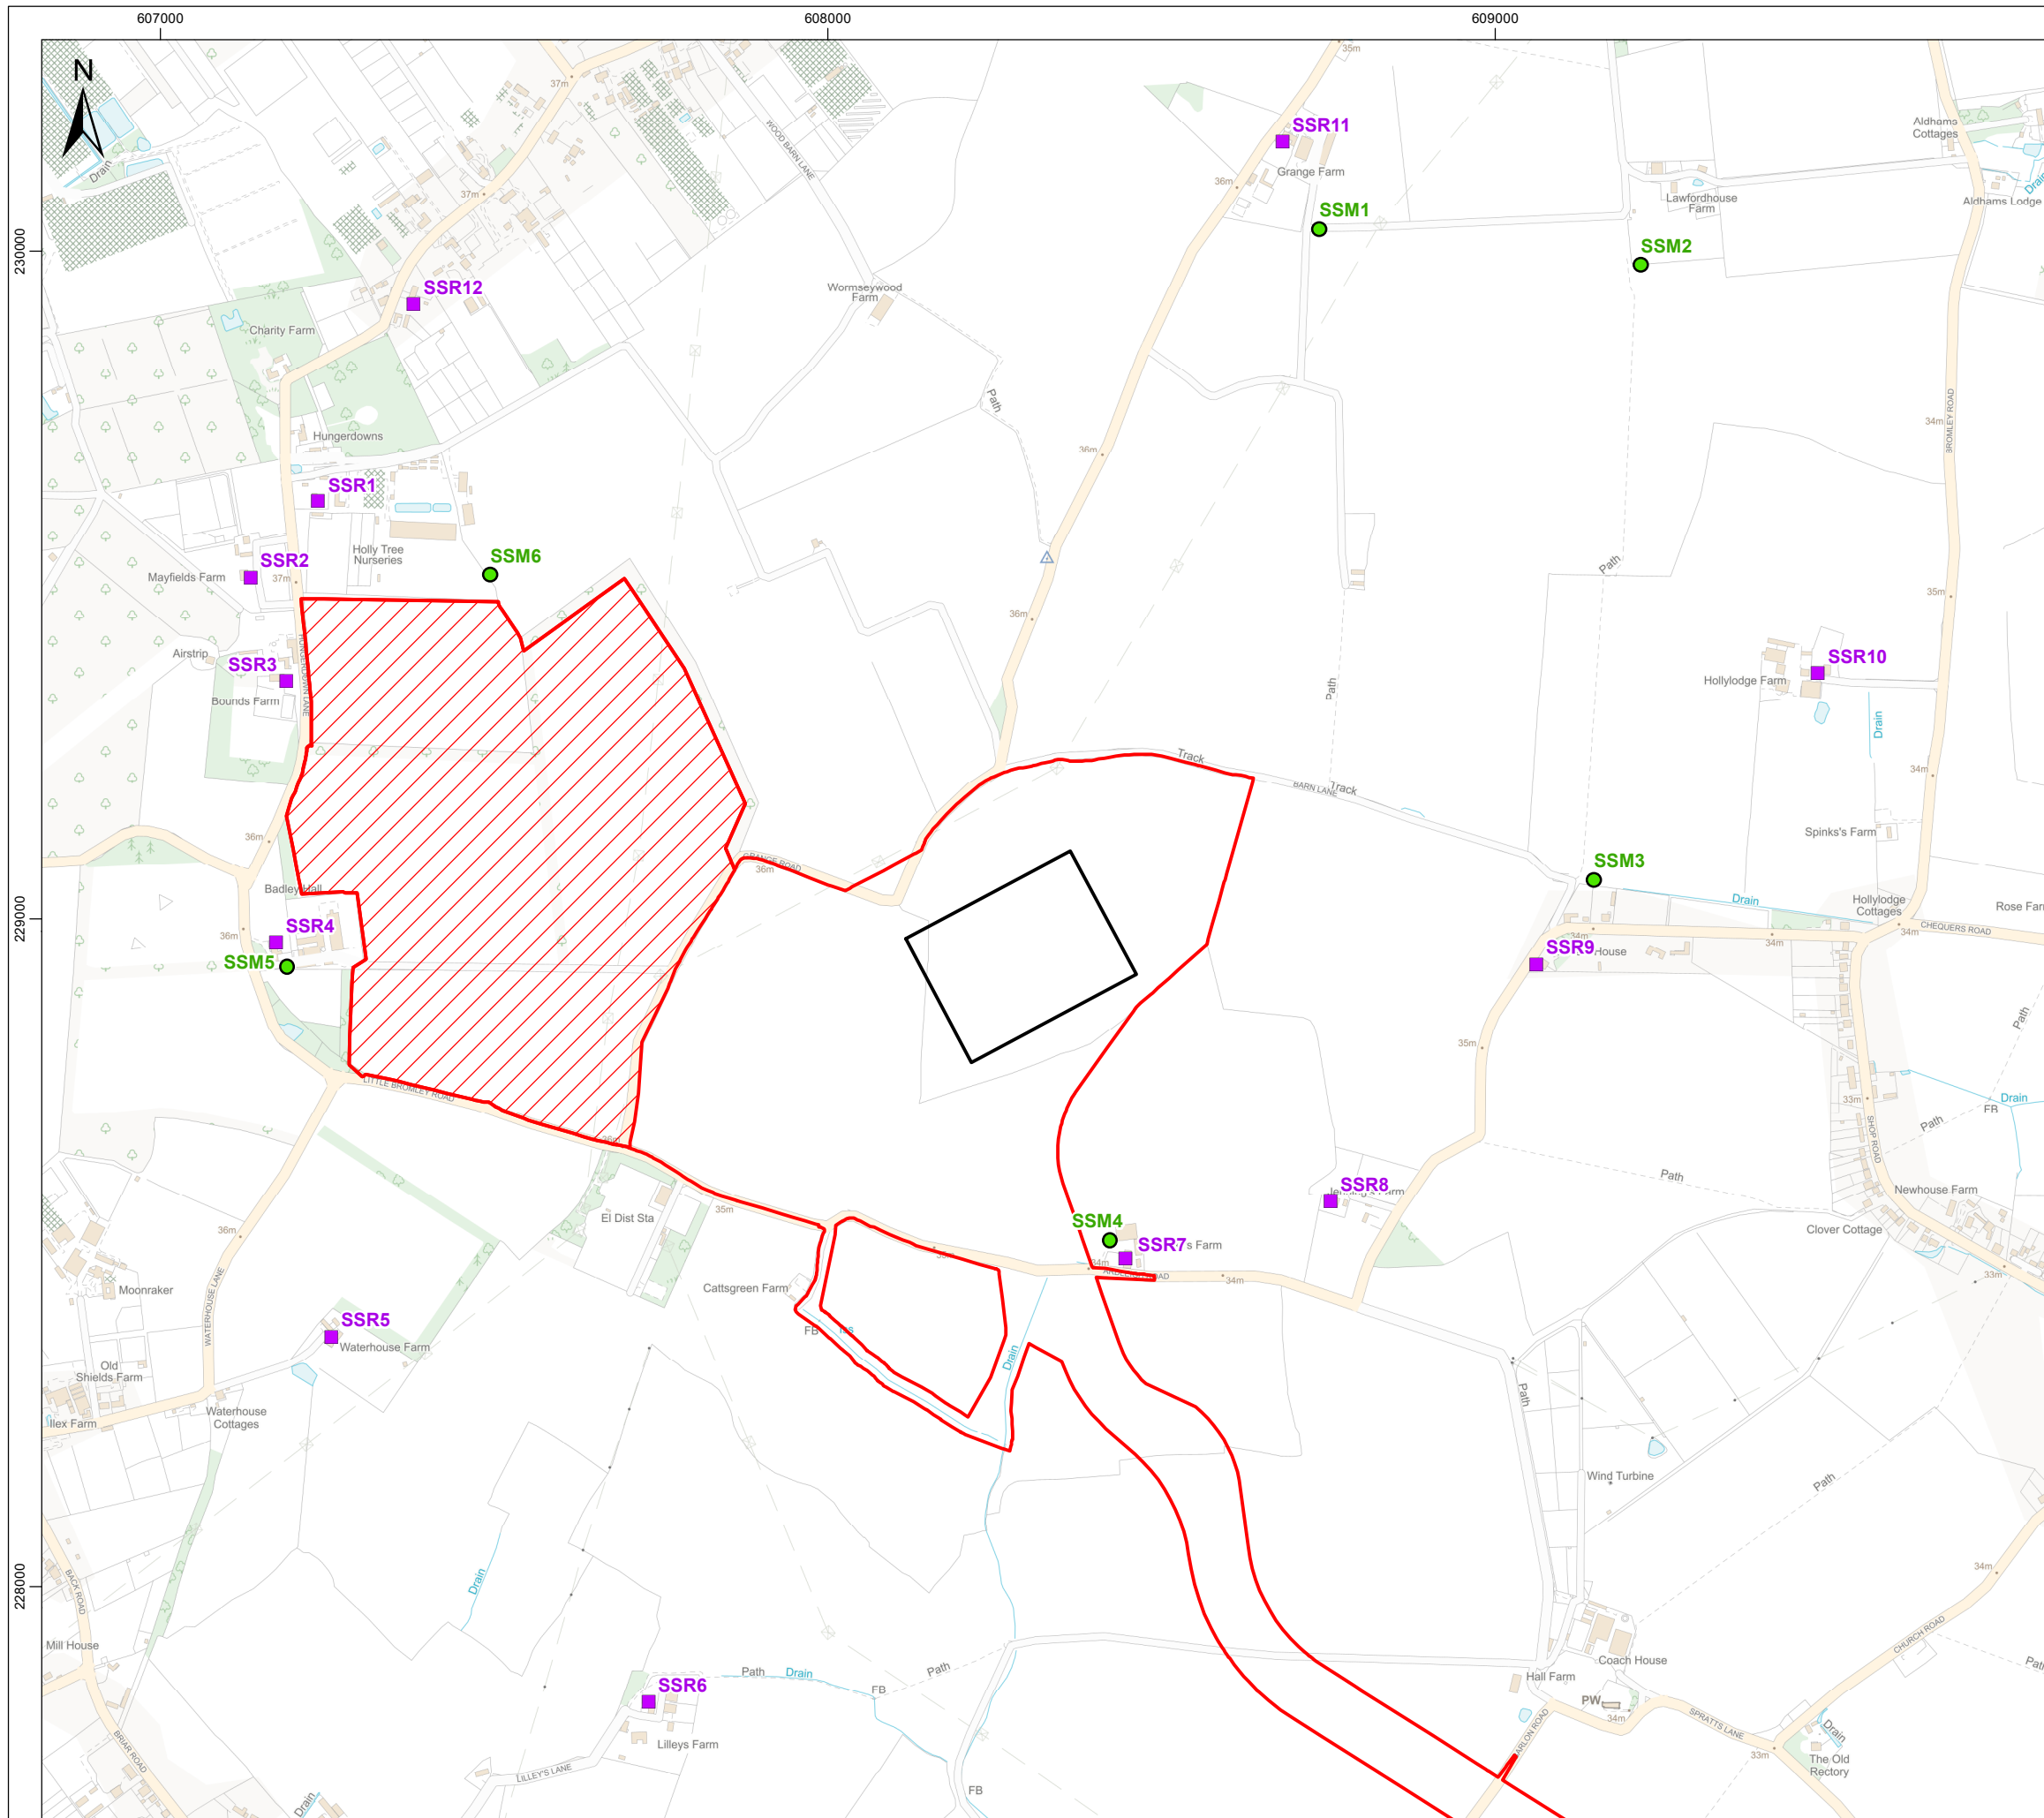 607000
608000
609000
N
37m
35m
Drain
WOOD BARN LANE
SSR11
Grange Farm
36m
37m
SSM1
Aldhams
Cottages
Drain
Aldhams Lodge
Lawfordhouse
Farm
230000
SSM2
SSR12
Charity Farm
Wormseywood
Farm
Path
Hungerdowns
36m
34m
BROMLEY ROAD
SSR1
Holly Tree
Nurseries
SSR2
Mayfields Farm
37m
SSM6
Path
35m
36m
Airstrip
SSR3
Bounds Farm
HUNGERDOWN LANE
Path
SSR10
Hollylodge Farm
Drain
Track
BARN LANE
Track
34m
36m
Spinks's Farm
GRANGE ROAD
36m
SSM3
Badley Hall
Drain
Hollylodge
Cottages
229000
36m
SSR4
SSM5
34m
34m
34m
CHEQUERS ROAD
SSR9
House
35m
Path
LITTLE BROMLEY ROAD
36m
33m
Drain
FB
Path
SHOP ROAD
Path
SSR8
Newhouse Farm
Clover Cottage
El Dist Sta
35m
36m
SSM4
SSR7
34m
34m
33m
Cattsgreen Farm
Moonraker
WATERHOUSE LANE
SSR5
Waterhouse Farm
FB
Drain
Old
Shields Farm
Ilex Farm
Waterhouse
Cottages
Path
Wind Turbine
Path
228000
BACK ROAD
Drain
34m
Mill House
CHURCH ROAD
Path
Drain
Path
FB
SSR6
Lilleys Farm
Coach House
Hall Farm
PW
34m
SPRATTS LANE
Drain
33m
The Old
Rectory
BRIAR ROAD
LILLEY'S LANE
FB
Drain